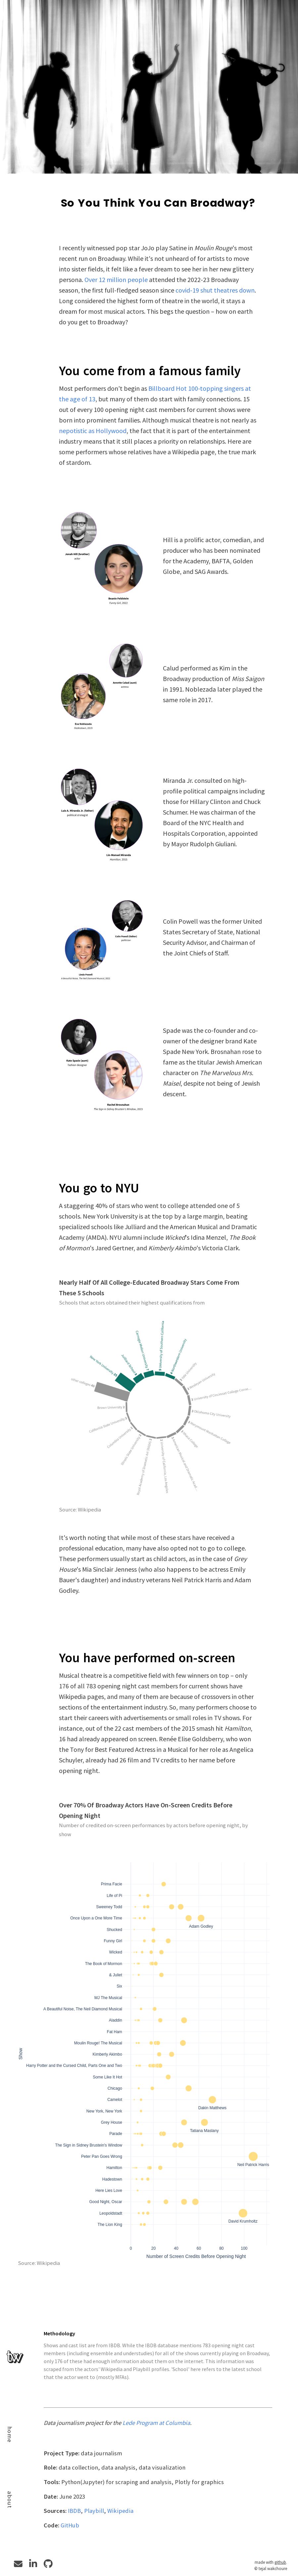 So You Think You Can Broadway?
I recently witnessed pop star JoJo play Satine in Moulin Rouge's most
recent run on Broadway. While it's not unheard of for artists to move
into sister fields, it felt like a fever dream to see her in her new glittery
persona. Over 12 million people attended the 2022-23 Broadway
season, the first full-fledged season since covid-19 shut theatres down.
Long considered the highest form of theatre in the world, it stays a
dream for most musical actors. This begs the question – how on earth
do you get to Broadway?
You come from a famous family
Most performers don't begin as Billboard Hot 100-topping singers at
the age of 13, but many of them do start with family connections. 15
out of every 100 opening night cast members for current shows were
born into prominent families. Although musical theatre is not nearly as
nepotistic as Hollywood, the fact that it is part of the entertainment
industry means that it still places a priority on relationships. Here are
some performers whose relatives have a Wikipedia page, the true mark
of stardom.
Hill is a prolific actor, comedian, and
producer who has been nominated
for the Academy, BAFTA, Golden
Globe, and SAG Awards.
Calud performed as Kim in the
Broadway production of Miss Saigon
in 1991. Noblezada later played the
same role in 2017.
Miranda Jr. consulted on high-
profile political campaigns including
those for Hillary Clinton and Chuck
Schumer. He was chairman of the
Board of the NYC Health and
Hospitals Corporation, appointed
by Mayor Rudolph Giuliani.
Colin Powell was the former United
States Secretary of State, National
Security Advisor, and Chairman of
the Joint Chiefs of Staff.
Spade was the co-founder and co-
owner of the designer brand Kate
Spade New York. Brosnahan rose to
fame as the titular Jewish American
character on The Marvelous Mrs.
Maisel, despite not being of Jewish
descent.
You go to NYU
A staggering 40% of stars who went to college attended one of 5
schools. New York University is at the top by a large margin, beating
specialized schools like Julliard and the American Musical and Dramatic
Academy (AMDA). NYU alumni include Wicked's Idina Menzel, The Book
of Mormon's Jared Gertner, and Kimberly Akimbo's Victoria Clark.
Nearly Half Of All College-Educated Broadway Stars Come From
These 5 Schools
Schools that actors obtained their highest qualifications from
Source: Wikipedia
It's worth noting that while most of these stars have received a
professional education, many have also opted not to go to college.
These performers usually start as child actors, as in the case of Grey
House's Mia Sinclair Jenness (who also happens to be actress Emily
Bauer's daughter) and industry veterans Neil Patrick Harris and Adam
Godley.
You have performed on-screen
Musical theatre is a competitive field with few winners on top – only
176 of all 783 opening night cast members for current shows have
Wikipedia pages, and many of them are because of crossovers in other
sections of the entertainment industry. So, many performers choose to
start their careers with advertisements or small roles in TV shows. For
instance, out of the 22 cast members of the 2015 smash hit Hamilton,
16 had already appeared on screen. Renée Elise Goldsberry, who won
the Tony for Best Featured Actress in a Musical for her role as Angelica
Schuyler, already had 26 film and TV credits to her name before
opening night.
Over 70% Of Broadway Actors Have On-Screen Credits Before
Opening Night
Number of credited on-screen performances by actors before opening night, by
show
Prima Facie
Life of Pi
Sweeney Todd
Once Upon a One More Time
Adam Godley
Shucked
Funny Girl
Wicked
The Book of Mormon
& Juliet
Six
MJ The Musical
A Beautiful Noise, The Neil Diamond Musical
Aladdin
Fat Ham
Moulin Rouge! The Musical
Kimberly Akimbo
Show
Harry Potter and the Cursed Child, Parts One and Two
Some Like It Hot
Chicago
Camelot
Dakin Matthews
New York, New York
Grey House
Tatiana Maslany
Parade
The Sign in Sidney Brustein's Window
Peter Pan Goes Wrong
Neil Patrick Harris
Hamilton
Hadestown
Here Lies Love
Good Night, Oscar
Leopoldstadt
David Krumholtz
The Lion King
0 20 40 60 80 100
Number of Screen Credits Before Opening Night
Source: Wikipedia
Methodology
Shows and cast list are from IBDB. While the IBDB database mentions 783 opening night cast
members (including ensemble and understudies) for all of the shows currently playing on Broadway,
only 176 of these had enough information about them on the internet. This information was
scraped from the actors' Wikipedia and Playbill profiles. 'School' here refers to the latest school
that the actor went to (mostly MFAs).
home
about
Data journalism project for the Lede Program at Columbia.
Project Type: data journalism
Role: data collection, data analysis, data visualization
Tools: Python(Jupyter) for scraping and analysis, Plotly for graphics
Date: June 2023
Sources: IBDB, Playbill, Wikipedia
Code: GitHub
made with github